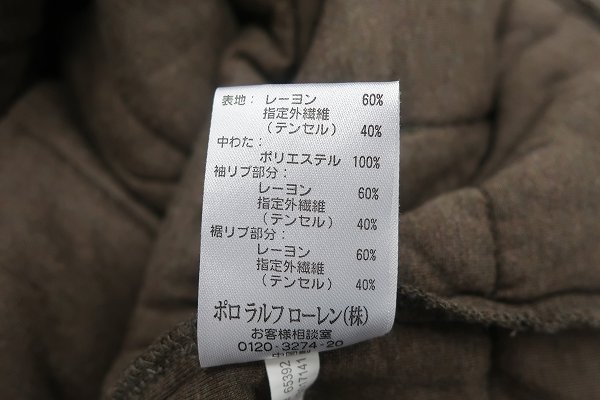 表地: レーヨン 60%
指定外繊維
(テンセル) 40%
中わた:
ポリエステル 100%
袖リブ部分:
レーヨン 60%
指定外繊維
(テンセル) 40%
裾リブ部分:
レーヨン 60%
指定外繊維
(テンセル) 40%
ポロ ラルフ ローレン(株)
お客様相談室
0120-3274-20
65392
17141